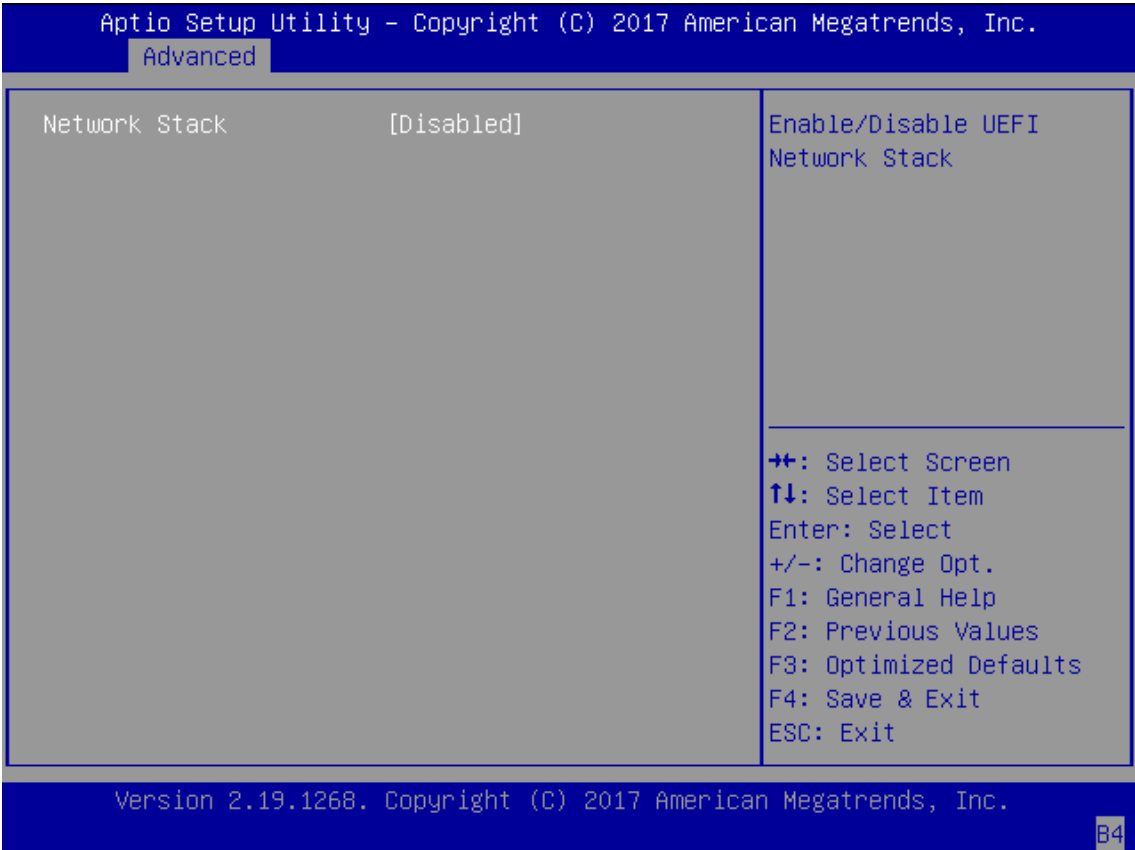 Aptio Setup Utility – Copyright (C) 2017 American Megatrends, Inc.
Advanced
Network Stack [Disabled]
Enable/Disable UEFI
Network Stack
→←: Select Screen
↑↓: Select Item
Enter: Select
+/-: Change Opt.
F1: General Help
F2: Previous Values
F3: Optimized Defaults
F4: Save & Exit
ESC: Exit
Version 2.19.1268. Copyright (C) 2017 American Megatrends, Inc.
B4